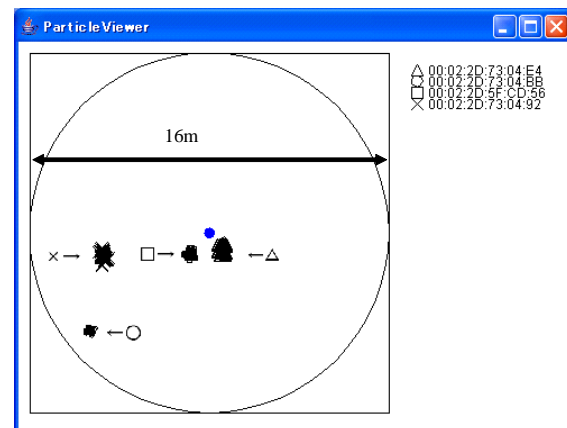 ParticleViewer
△ 00:02:2D:73:04:E4
○ 00:02:2D:73:04:BB
□ 00:02:2D:5F:CD:56
× 00:02:2D:73:04:92
16m
×→
□→
←△
←○